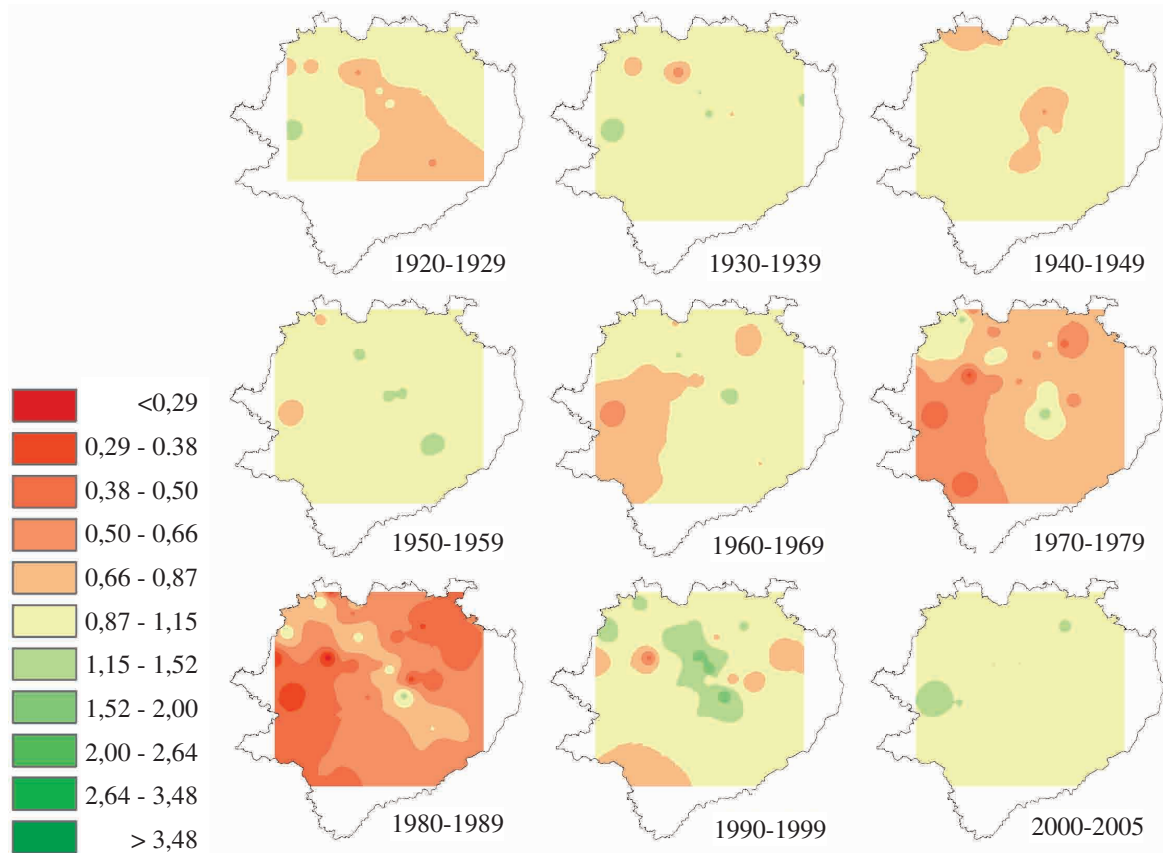 1920-1929
1930-1939
1940-1949
1950-1959
1960-1969
1970-1979
1980-1989
1990-1999
2000-2005
<0,29
0,29 - 0,38
0,38 - 0,50
0,50 - 0,66
0,66 - 0,87
0,87 - 1,15
1,15 - 1,52
1,52 - 2,00
2,00 - 2,64
2,64 - 3,48
> 3,48